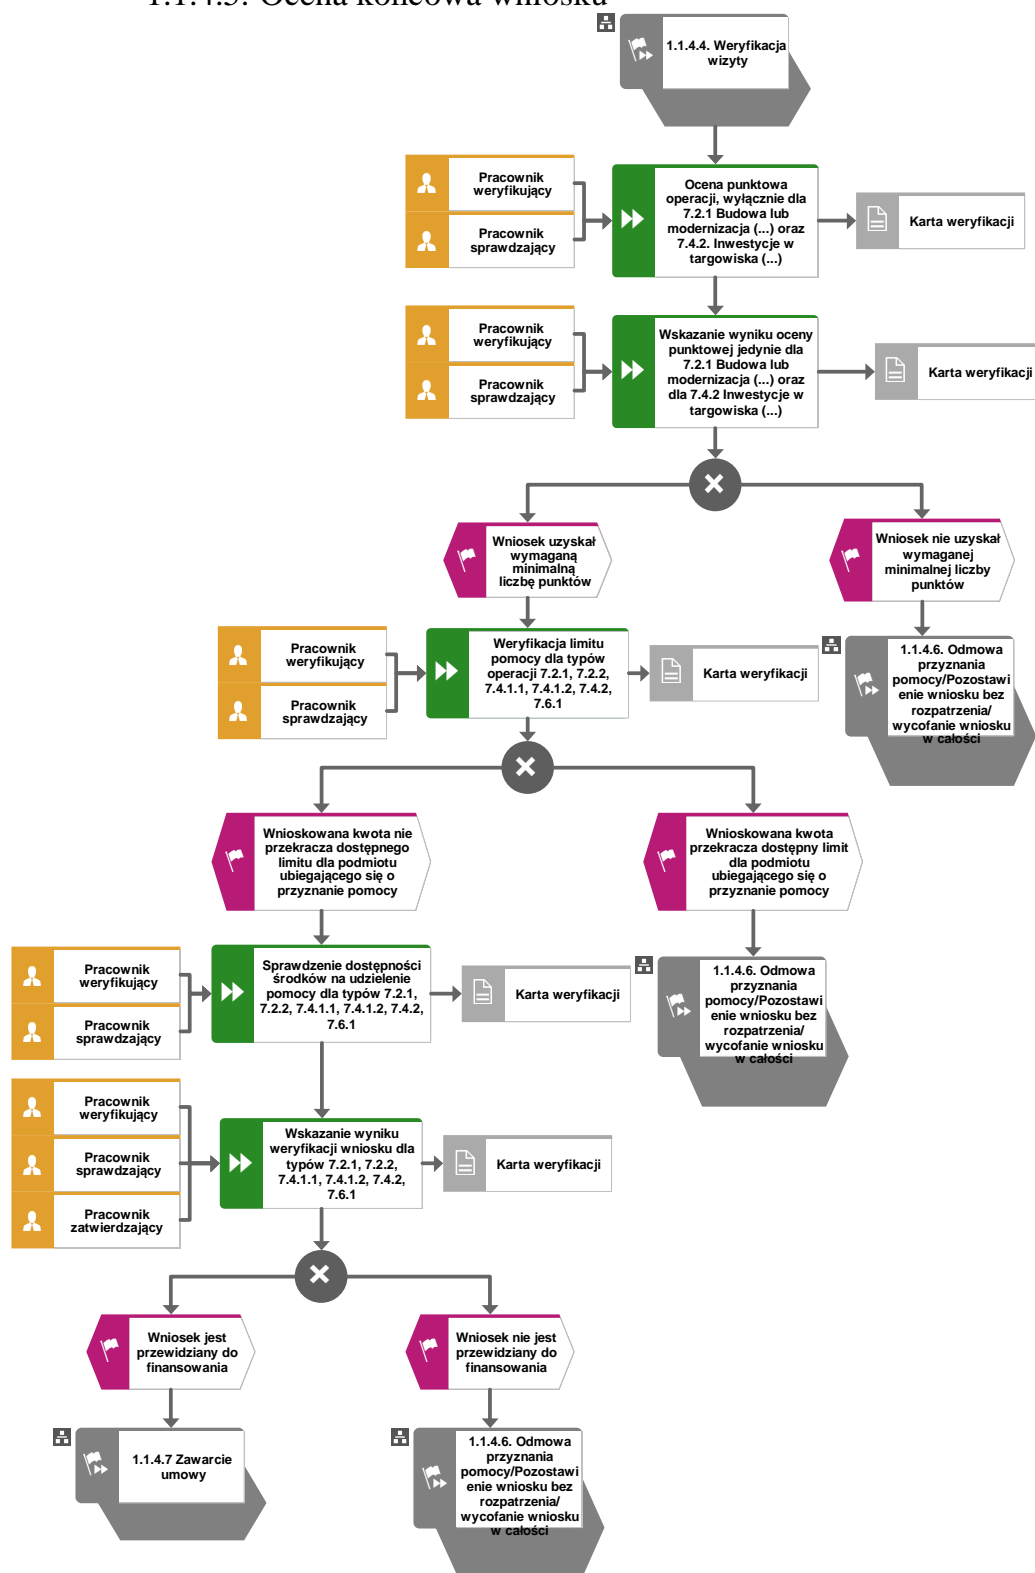 1.1.4.5. Ocena końcowa wniosku
1.1.4.4. Weryfikacja
wizyty
Pracownik
weryfikujący
Pracownik
sprawdzający
Ocena punktowa
operacji, wyłącznie dla
7.2.1 Budowa lub
modernizacja (...) oraz
7.4.2. Inwestycje w
targowiska (...)
Karta weryfikacji
Pracownik
weryfikujący
Pracownik
sprawdzający
Wskazanie wyniku oceny
punktowej jedynie dla
7.2.1 Budowa lub
modernizacja (...) oraz
dla 7.4.2 Inwestycje w
targowiska (...)
Karta weryfikacji
Wniosek uzyskał
wymaganą
minimalną
liczbę punktów
Wniosek nie uzyskał
wymaganej
minimalnej liczby
punktów
Pracownik
weryfikujący
Pracownik
sprawdzający
Weryfikacja limitu
pomocy dla typów
operacji 7.2.1, 7.2.2,
7.4.1.1, 7.4.1.2, 7.4.2,
7.6.1
Karta weryfikacji
1.1.4.6. Odmowa
przyznania
pomocy/Pozostawi
enie wniosku bez
rozpatrzenia/
wycofanie wniosku
w całości
Wnioskowana kwota nie
przekracza dostępnego
limitu dla podmiotu
ubiegającego się o
przyznanie pomocy
Wnioskowana kwota
przekracza dostępny limit
dla podmiotu
ubiegającego się o
przyznanie pomocy
Pracownik
weryfikujący
Pracownik
sprawdzający
Sprawdzenie dostępności
środków na udzielenie
pomocy dla typów 7.2.1,
7.2.2, 7.4.1.1, 7.4.1.2, 7.4.2,
7.6.1
Karta weryfikacji
1.1.4.6. Odmowa
przyznania
pomocy/Pozostawi
enie wniosku bez
rozpatrzenia/
wycofanie wniosku
w całości
Pracownik
weryfikujący
Pracownik
sprawdzający
Pracownik
zatwierdzający
Wskazanie wyniku
weryfikacji wniosku dla
typów 7.2.1, 7.2.2,
7.4.1.1, 7.4.1.2, 7.4.2,
7.6.1
Karta weryfikacji
Wniosek jest
przewidziany do
finansowania
Wniosek nie jest
przewidziany do
finansowania
1.1.4.7 Zawarcie
umowy
1.1.4.6. Odmowa
przyznania
pomocy/Pozostawi
enie wniosku bez
rozpatrzenia/
wycofanie wniosku
w całości